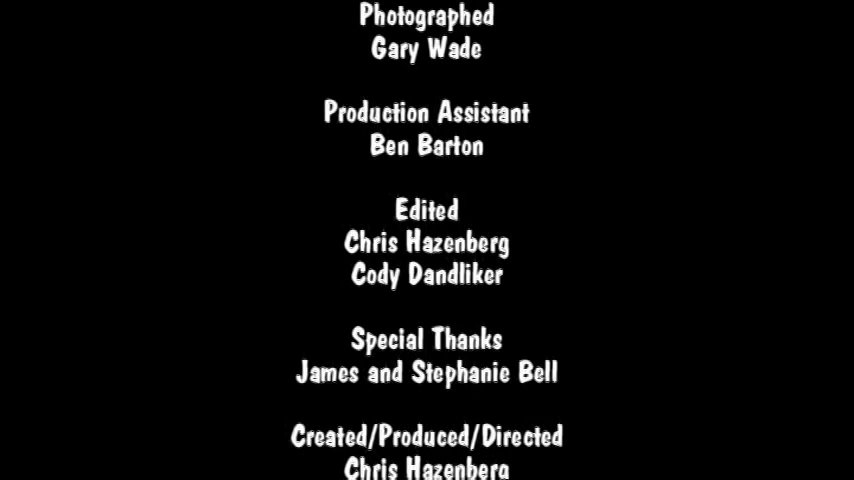 Photographed
Gary Wade
Production Assistant
Ben Barton
Edited
Chris Hazenberg
Cody Dandliker
Special Thanks
James and Stephanie Bell
Created/Produced/Directed
Chris Hazenberg